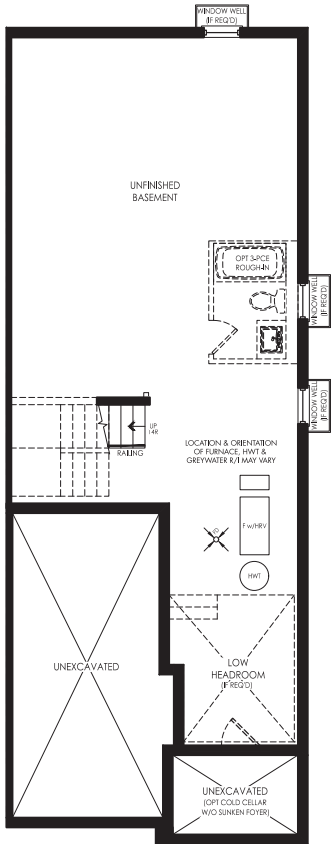 WINDOW WELL
(IF REQ'D)
UNFINISHED
BASEMENT
OPT 3-PCE
ROUGH-IN
WINDOW WELL
(IF REQ'D)
WINDOW WELL
(IF REQ'D)
UP
14R
RAILING
LOCATION & ORIENTATION
OF FURNACE, HWT &
GREYWATER R/I MAY VARY
F w/HRV
FD
HWT
UNEXCAVATED
LOW
HEADROOM
(IF REQ'D)
UNEXCAVATED
(OPT COLD CELLAR
W/O SUNKEN FOYER)